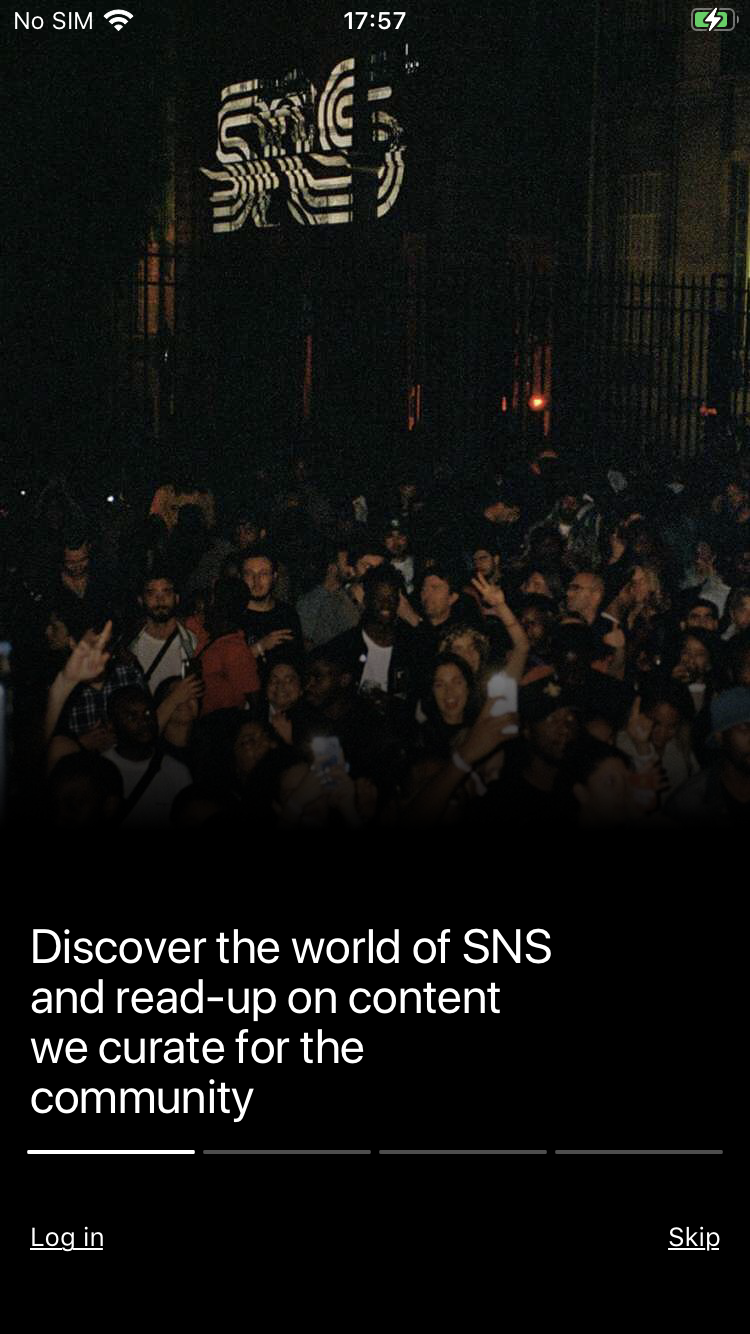 No SIM
17:57
SNS
Discover the world of SNS
and read-up on content
we curate for the
community
Log in
Skip